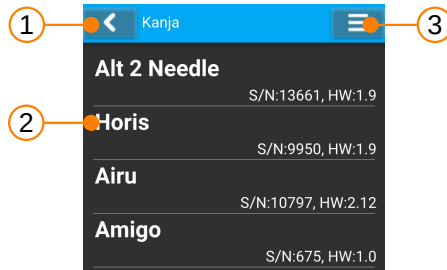 1
Kanja
3
Alt 2 Needle
S/N:13661, HW:1.9
2
Horis
S/N:9950, HW:1.9
Airu
S/N:10797, HW:2.12
Amigo
S/N:675, HW:1.0